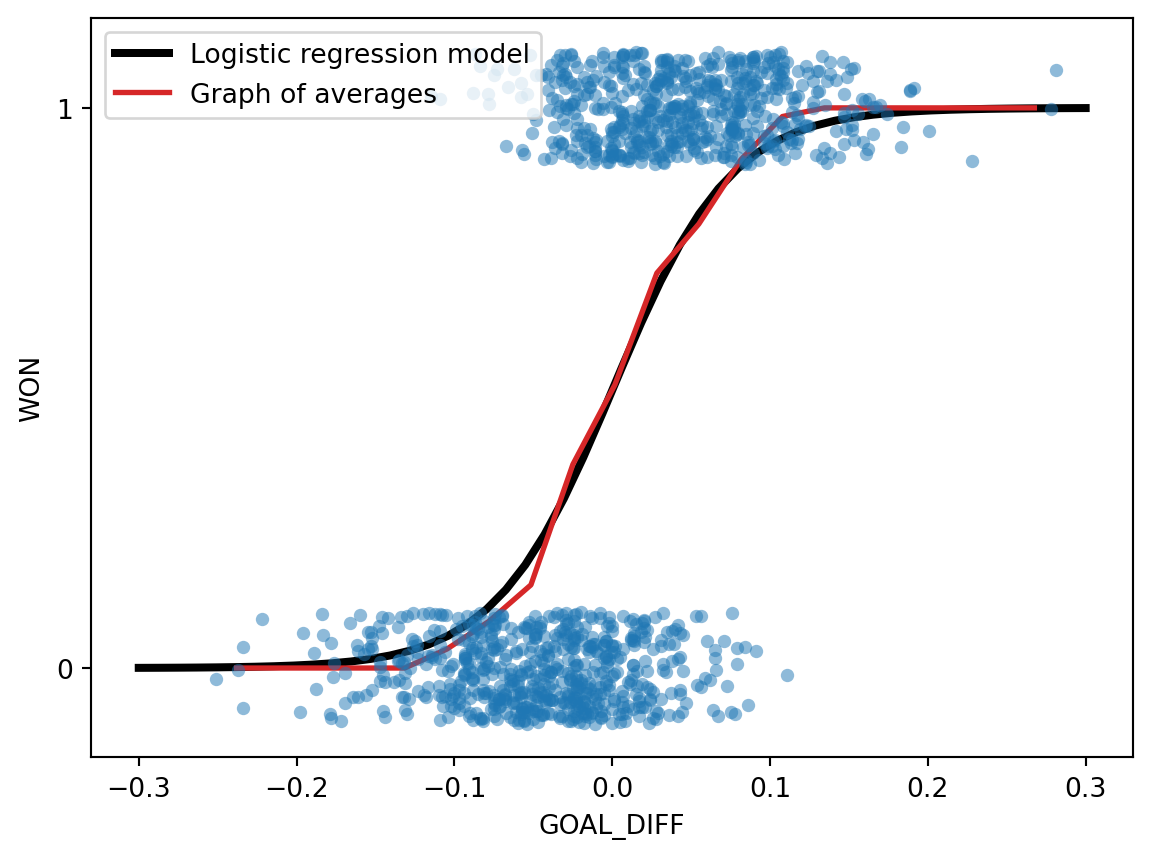 Logistic regression model
Graph of averages
1
WON
0
−0.3 −0.2 −0.1 0.0 0.1 0.2 0.3
GOAL_DIFF